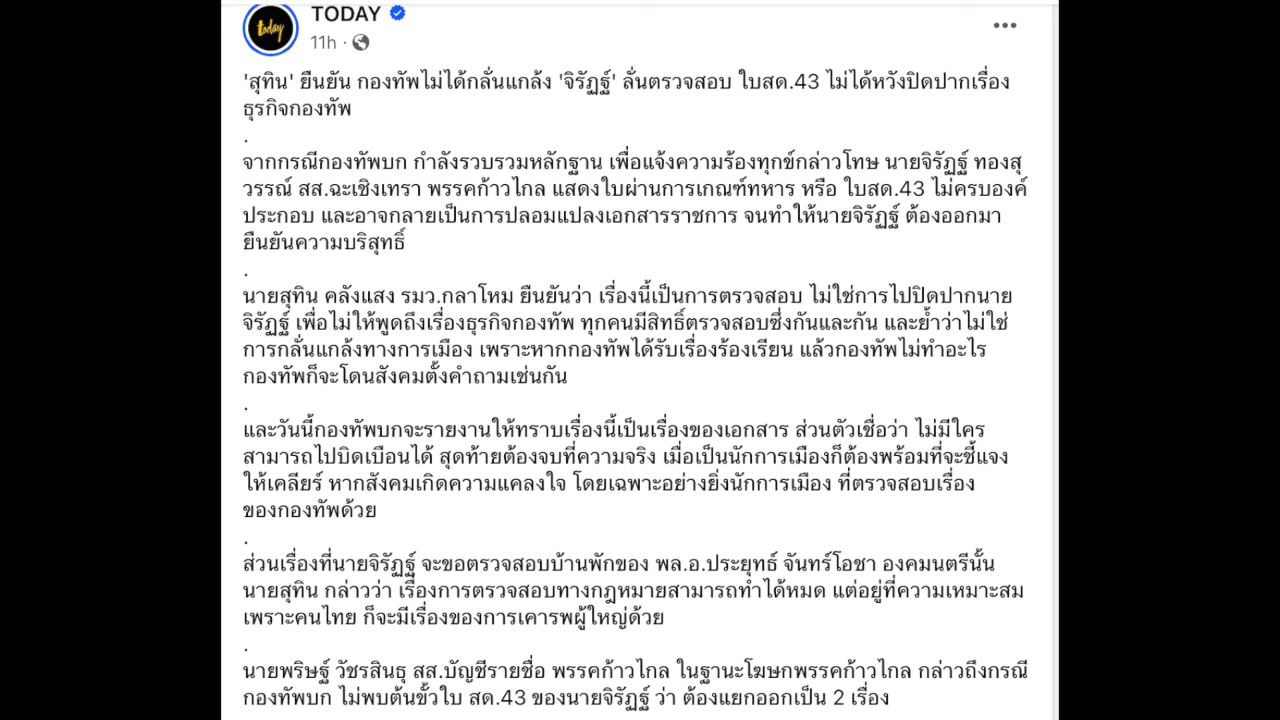 today
TODAY
11h ·
'สุทิน' ยืนยัน กองทัพไม่ได้กลั่นแกล้ง 'จิรัฏฐ์' ลั่นตรวจสอบ ใบสด.43 ไม่ได้หวังปิดปากเรื่อง
ธุรกิจกองทัพ
.
จากกรณีกองทัพบก กำลังรวบรวมหลักฐาน เพื่อแจ้งความร้องทุกข์กล่าวโทษ นายจิรัฏฐ์ ทองสุ
วรรณ์ สส.ฉะเชิงเทรา พรรคก้าวไกล แสดงใบผ่านการเกณฑ์ทหาร หรือ ใบสด.43 ไม่ครบองค์
ประกอบ และอาจกลายเป็นการปลอมแปลงเอกสารราชการ จนทำให้นายจิรัฏฐ์ ต้องออกมา
ยืนยันความบริสุทธิ์
.
นายสุทิน คลังแสง รมว.กลาโหม ยืนยันว่า เรื่องนี้เป็นการตรวจสอบ ไม่ใช่การไปปิดปากนาย
จิรัฏฐ์ เพื่อไม่ให้พูดถึงเรื่องธุรกิจกองทัพ ทุกคนมีสิทธิ์ตรวจสอบซึ่งกันและกัน และย้ำว่าไม่ใช่
การกลั่นแกล้งทางการเมือง เพราะหากกองทัพได้รับเรื่องร้องเรียน แล้วกองทัพไม่ทำอะไร
กองทัพก็จะโดนสังคมตั้งคำถามเช่นกัน
.
และวันนี้กองทัพบกจะรายงานให้ทราบเรื่องนี้เป็นเรื่องของเอกสาร ส่วนตัวเชื่อว่า ไม่มีใคร
สามารถไปบิดเบือนได้ สุดท้ายต้องจบที่ความจริง เมื่อเป็นนักการเมืองก็ต้องพร้อมที่จะชี้แจง
ให้เคลียร์ หากสังคมเกิดความแคลงใจ โดยเฉพาะอย่างยิ่งนักการเมือง ที่ตรวจสอบเรื่อง
ของกองทัพด้วย
.
ส่วนเรื่องที่นายจิรัฏฐ์ จะขอตรวจสอบบ้านพักของ พล.อ.ประยุทธ์ จันทร์โอชา องคมนตรีนั้น
นายสุทิน กล่าวว่า เรื่องการตรวจสอบทางกฎหมายสามารถทำได้หมด แต่อยู่ที่ความเหมาะสม
เพราะคนไทย ก็จะมีเรื่องของการเคารพผู้ใหญ่ด้วย
.
นายพริษฐ์ วัชรสินธุ สส.บัญชีรายชื่อ พรรคก้าวไกล ในฐานะโฆษกพรรคก้าวไกล กล่าวถึงกรณี
กองทัพบก ไม่พบต้นขั้วใบ สด.43 ของนายจิรัฏฐ์ ว่า ต้องแยกออกเป็น 2 เรื่อง